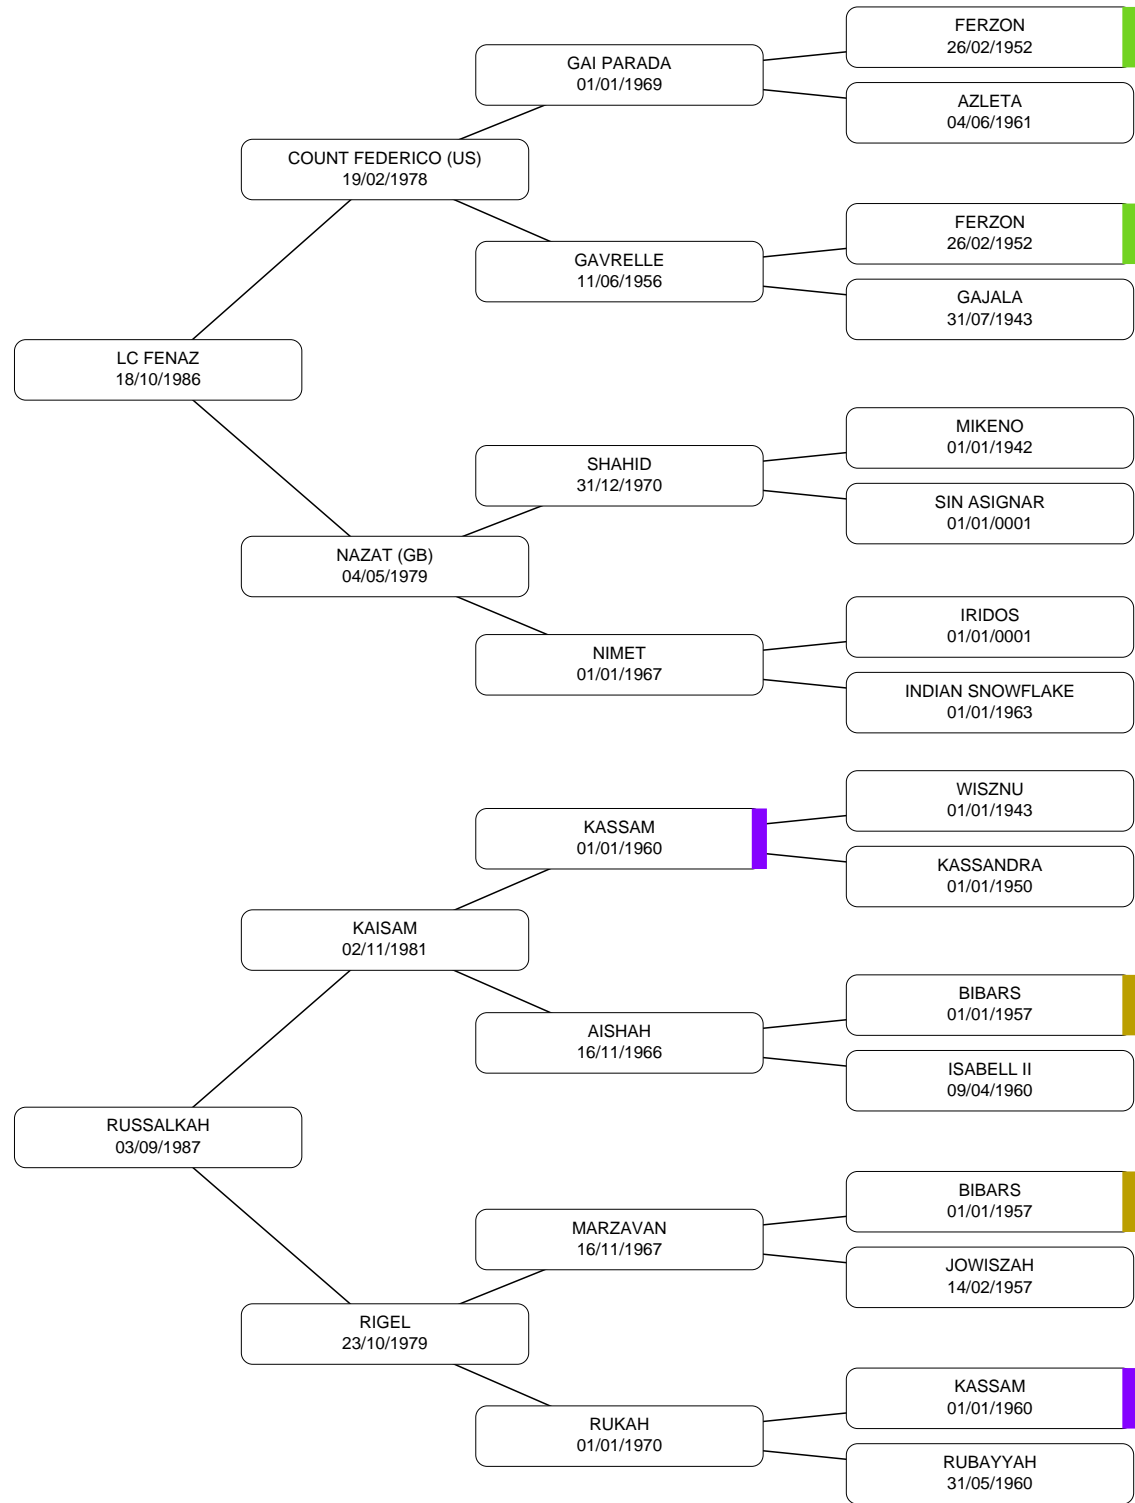 FERZON
26/02/1952
GAI PARADA
01/01/1969
AZLETA
04/06/1961
COUNT FEDERICO (US)
19/02/1978
FERZON
26/02/1952
GAVRELLE
11/06/1956
GAJALA
31/07/1943
LC FENAZ
18/10/1986
MIKENO
01/01/1942
SHAHID
31/12/1970
SIN ASIGNAR
01/01/0001
NAZAT (GB)
04/05/1979
IRIDOS
01/01/0001
NIMET
01/01/1967
INDIAN SNOWFLAKE
01/01/1963
WISZNU
01/01/1943
KASSAM
01/01/1960
KASSANDRA
01/01/1950
KAISAM
02/11/1981
BIBARS
01/01/1957
AISHAH
16/11/1966
ISABELL II
09/04/1960
RUSSALKAH
03/09/1987
BIBARS
01/01/1957
MARZAVAN
16/11/1967
JOWISZAH
14/02/1957
RIGEL
23/10/1979
KASSAM
01/01/1960
RUKAH
01/01/1970
RUBAYYAH
31/05/1960